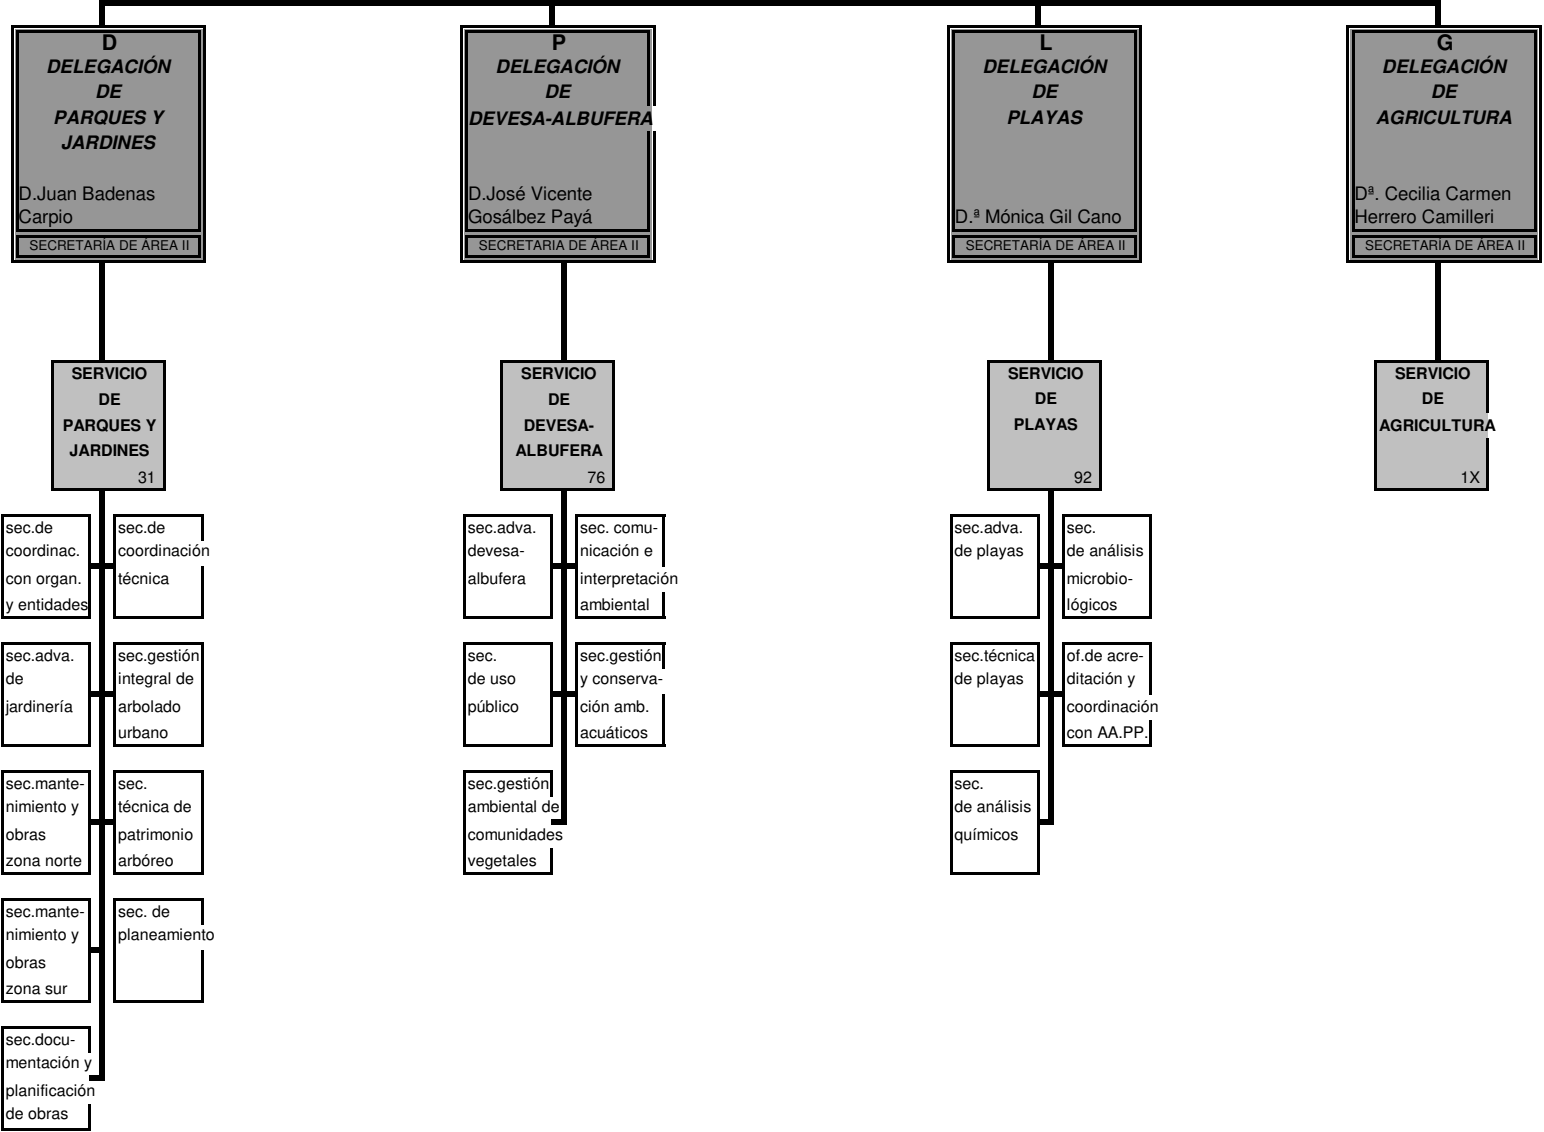 D
DELEGACIÓN
DE
PARQUES Y
JARDINES
D.Juan Badenas
Carpio
SECRETARÍA DE ÁREA II
P
DELEGACIÓN
DE
DEVESA-ALBUFERA
D.José Vicente
Gosálbez Payá
SECRETARIA DE ÁREA II
L
DELEGACIÓN
DE
PLAYAS
D.ª Mónica Gil Cano
SECRETARÍA DE ÁREA II
G
DELEGACIÓN
DE
AGRICULTURA
Dª. Cecilia Carmen
Herrero Camilleri
SECRETARÍA DE ÁREA II
SERVICIO
DE
PARQUES Y
JARDINES
31
SERVICIO
DE
DEVESA-
ALBUFERA
76
SERVICIO
DE
PLAYAS
92
SERVICIO
DE
AGRICULTURA
1X
sec.de
coordinac.
con organ.
y entidades
sec.de
coordinación
técnica
sec.adva.
de
jardinería
sec.gestión
integral de
arbolado
urbano
sec.mante-
nimiento y
obras
zona norte
sec.
técnica de
patrimonio
arbóreo
sec.mante-
nimiento y
obras
zona sur
sec. de
planeamiento
sec.docu-
mentación y
planificación
de obras
sec.adva.
devesa-
albufera
sec. comu-
nicación e
interpretación
ambiental
sec.
de uso
público
sec.gestión
y conserva-
ción amb.
acuáticos
sec.gestión
ambiental de
comunidades
vegetales
sec.adva.
de playas
sec.
de análisis
microbio-
lógicos
sec.técnica
de playas
of.de acre-
ditación y
coordinación
con AA.PP.
sec.
de análisis
químicos